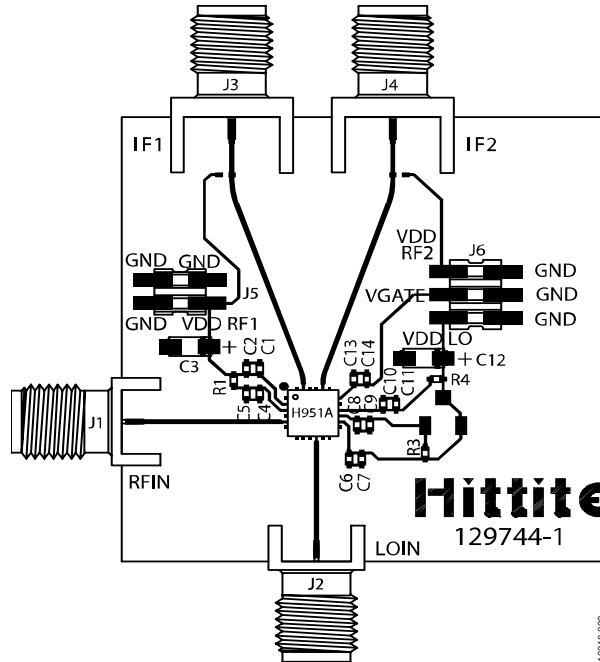 J3
J4
IF1
IF2
VDD
RF2
J6
GND GND
GND
J5
VGATE
GND
GND VDD RF1
GND
VDD LO
+
C3
+ C12
C2
C1
C13
C14
R1
C5
C4
H951A
C8
C9
C10
C11
R4
J1
RFIN
C6
C7
R3
Hittite
129744-1
LOIN
J2